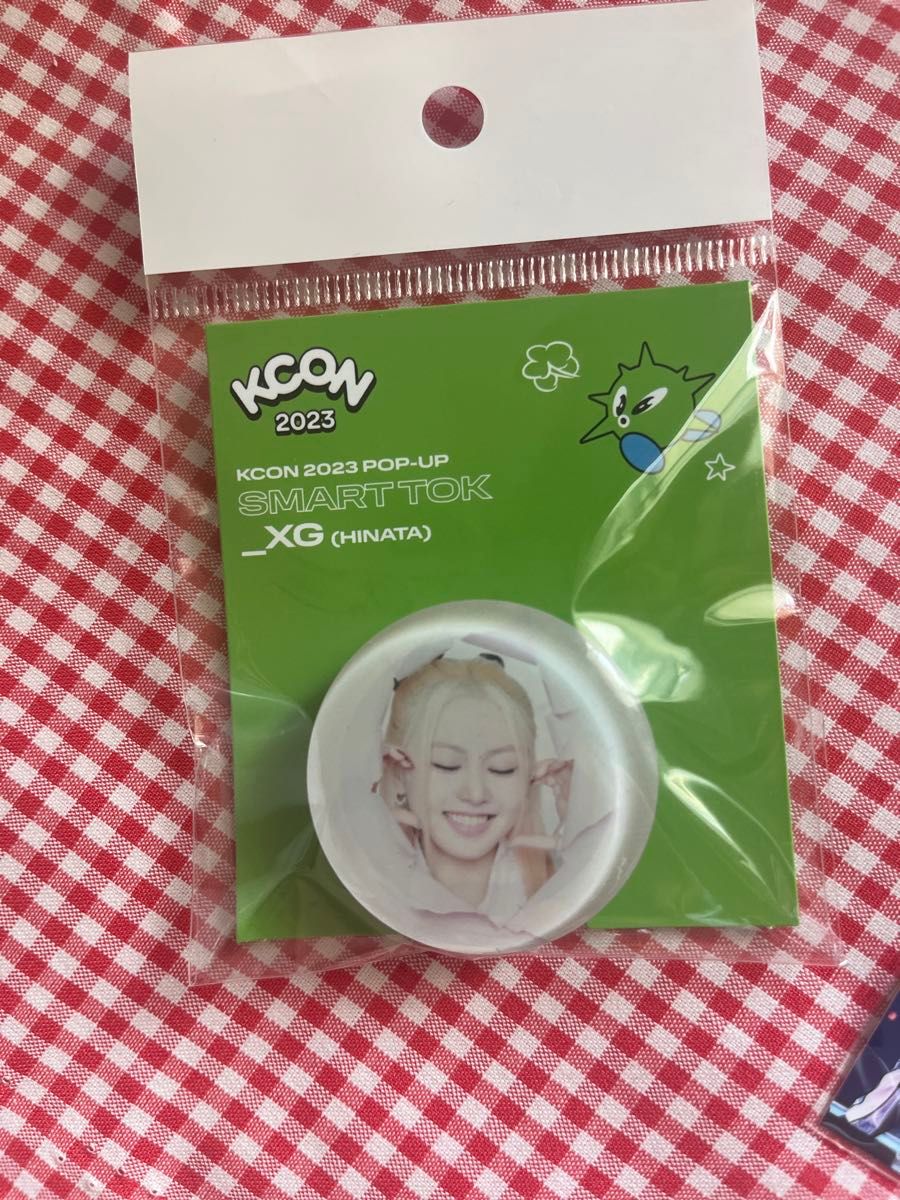 KCON
2023
KCON 2023 POP-UP
SMART TOK
_XG (HINATA)